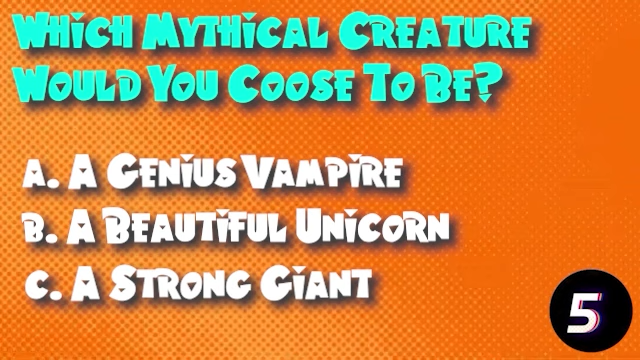 Which Mythical Creature
Would You Coose To Be?
A. A Genius Vampire
B. A Beautiful Unicorn
C. A Strong Giant
5